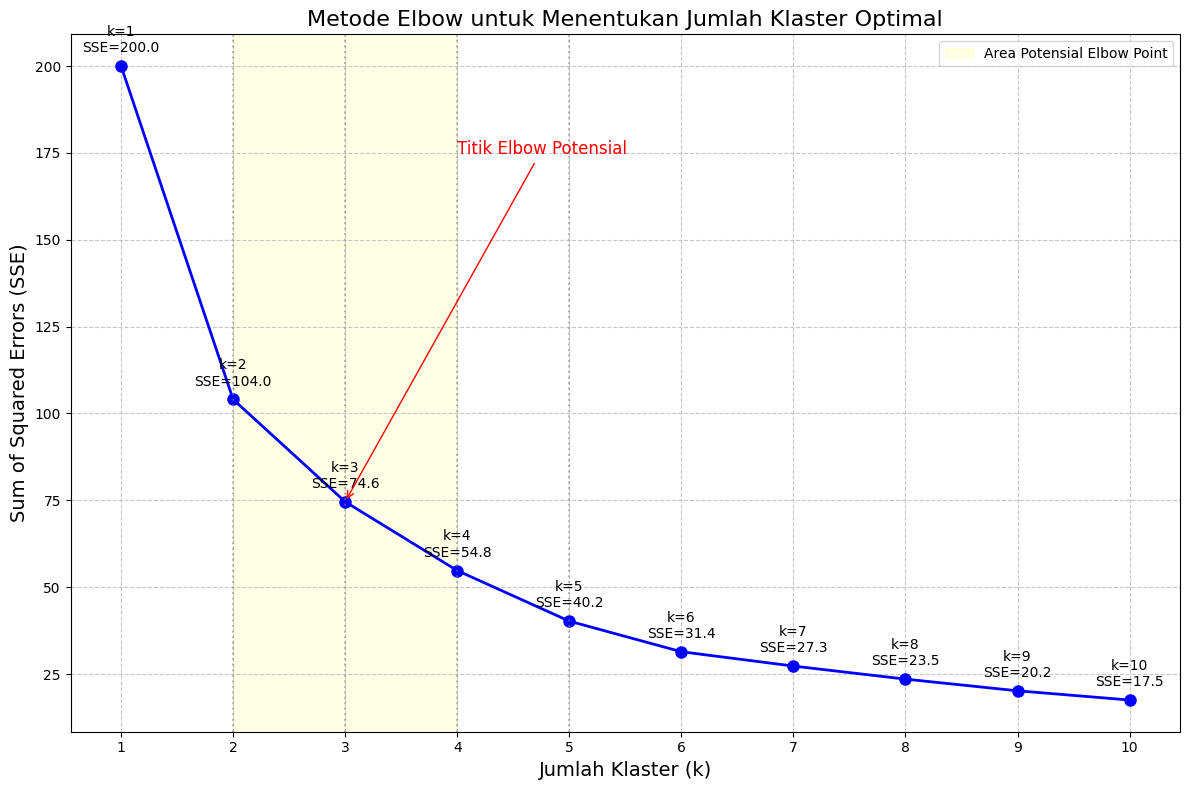 Metode Elbow untuk Menentukan Jumlah Klaster Optimal
Area Potensial Elbow Point
Titik Elbow Potensial
k=1
SSE=200.0
k=2
SSE=104.0
k=3
SSE=74.6
k=4
SSE=54.8
k=5
SSE=40.2
k=6
SSE=31.4
k=7
SSE=27.3
k=8
SSE=23.5
k=9
SSE=20.2
k=10
SSE=17.5
Sum of Squared Errors (SSE)
200
175
150
125
100
75
50
25
1 2 3 4 5 6 7 8 9 10
Jumlah Klaster (k)